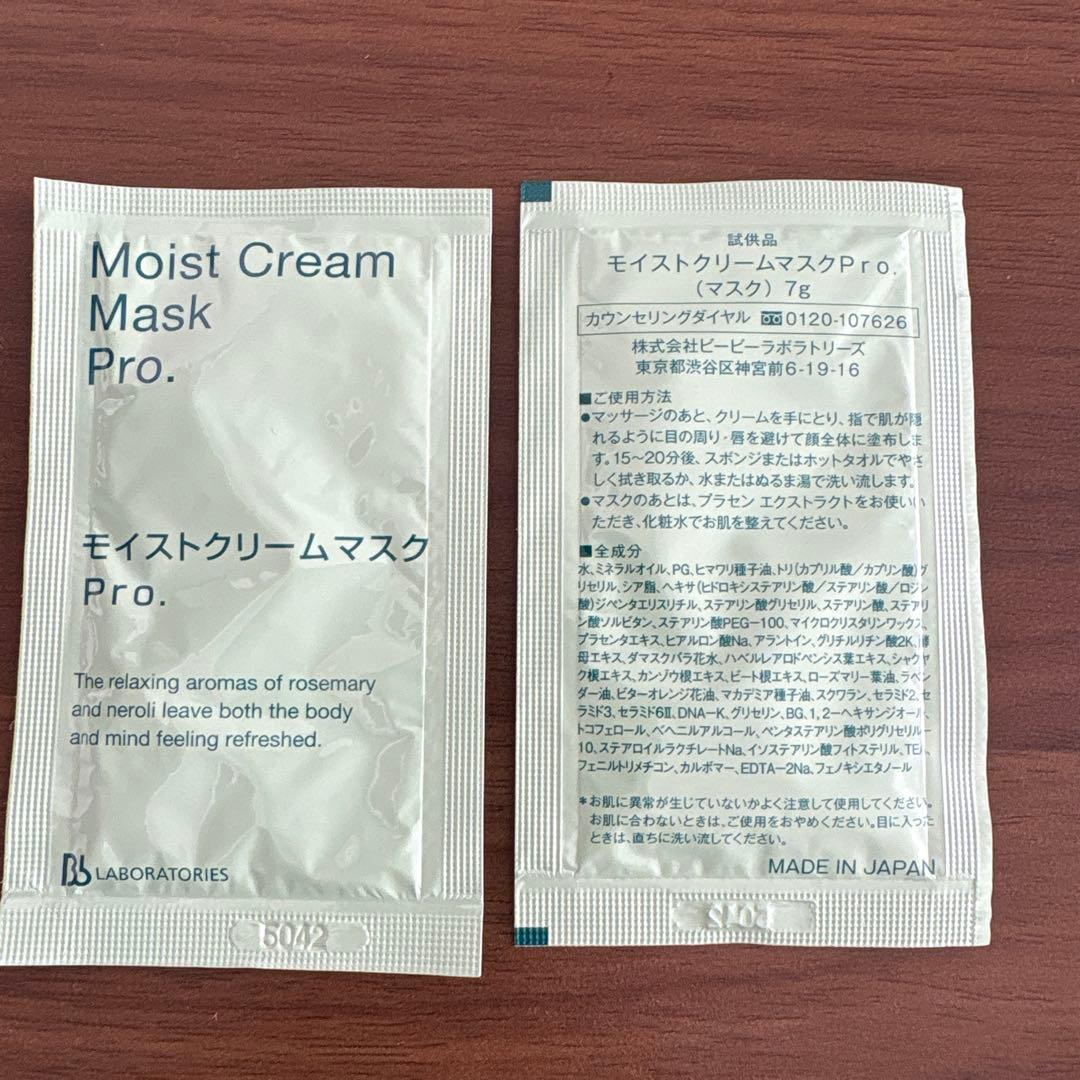 Moist Cream
Mask
Pro.
モイストクリームマスク
Pro.
The relaxing aromas of rosemary
and neroli leave both the body
and mind feeling refreshed.
Bb LABORATORIES
5042
試供品
モイストクリームマスクPro.
(マスク) 7g
カウンセリングダイヤル 0120-107626
株式会社ビービーラボラトリーズ
東京都渋谷区神宮前6-19-16
■ご使用方法
●マッサージのあと、クリームを手にとり、指で肌が隠
れるように目の周り・唇を避けて顔全体に塗布しま
す。15〜20分後、スポンジまたはホットタオルでやさ
しく拭き取るか、水またはぬるま湯で洗い流します。
●マスクのあとは、プラセン エクストラクトをお使いい
ただき、化粧水でお肌を整えてください。
■全成分
水、ミネラルオイル、PG、ヒマワリ種子油、トリ(カプリル酸/カプリン酸)グ
リセリル、シア脂、ヘキサ(ヒドロキシステアリン酸/ステアリン酸/ロジン
酸)ジペンタエリスリチル、ステアリン酸グリセリル、ステアリン酸、ステアリ
ン酸ソルビタン、ステアリン酸PEG-100、マイクロクリスタリンワックス、
プラセンタエキス、ヒアルロン酸Na、アラントイン、グリチルリチン酸2K、酵
母エキス、ダマスクバラ花水、ハベルレアロドペンシス葉エキス、シャクヤ
ク根エキス、カンゾウ根エキス、ビート根エキス、ローズマリー葉油、ラベン
ダー油、ビターオレンジ花油、マカデミア種子油、スクワラン、セラミド2、セ
ラミド3、セラミド6Ⅱ、DNA-K、グリセリン、BG、1,2-ヘキサンジオール、
トコフェロール、ベヘニルアルコール、ペンタステアリン酸ポリグリセリル-
10、ステアロイルラクチレートNa、イソステアリン酸フィトステリル、TEA、
フェニルトリメチコン、カルボマー、EDTA-2Na、フェノキシエタノール
*お肌に異常が生じていないかよく注意して使用してください。
お肌に合わないときは、ご使用をおやめください。目に入った
ときは、直ちに洗い流してください。
MADE IN JAPAN